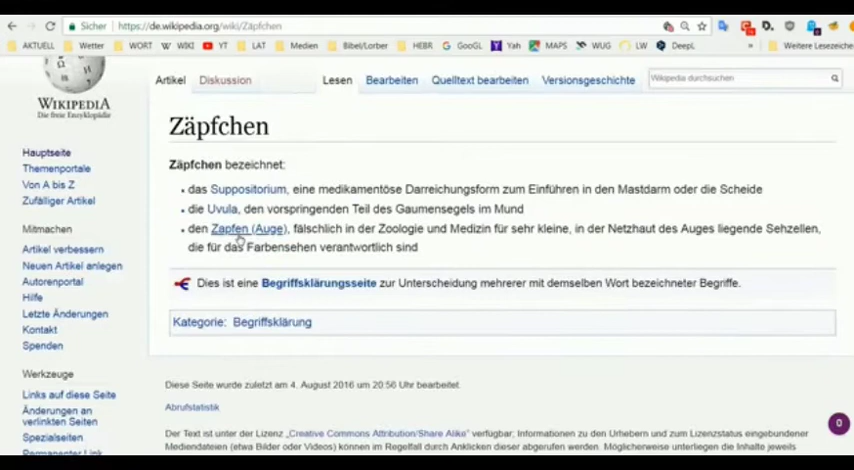 Sicher https://de.wikipedia.org/wiki/Zäpfchen
AKTUELL Wetter WORT WIKI YT LAT Medien Bibel/Lorber HEBR GooGL Yah MAPS WUG LW DeepL » Weitere Lesezeiche
WIKIPEDIA
Die freie Enzyklopädie
Artikel Diskussion Lesen Bearbeiten Quelltext bearbeiten Versionsgeschichte Wikipedia durchsuchen
Zäpfchen
Zäpfchen bezeichnet:
das Suppositorium, eine medikamentöse Darreichungsform zum Einführen in den Mastdarm oder die Scheide
die Uvula, den vorspringenden Teil des Gaumensegels im Mund
den Zapfen (Auge), fälschlich in der Zoologie und Medizin für sehr kleine, in der Netzhaut des Auges liegende Sehzellen,
die für das Farbensehen verantwortlich sind
Dies ist eine Begriffsklärungsseite zur Unterscheidung mehrerer mit demselben Wort bezeichneter Begriffe.
Kategorie: Begriffsklärung
Hauptseite
Themenportale
Von A bis Z
Zufälliger Artikel
Mitmachen
Artikel verbessern
Neuen Artikel anlegen
Autorenportal
Hilfe
Letzte Änderungen
Kontakt
Spenden
Werkzeuge
Links auf diese Seite
Änderungen an
verlinkten Seiten
Spezialseiten
Permanenter Link
Diese Seite wurde zuletzt am 4. August 2016 um 20:56 Uhr bearbeitet.
Abrufstatistik
Der Text ist unter der Lizenz „Creative Commons Attribution/Share Alike“ verfügbar; Informationen zu den Urhebern und zum Lizenzstatus eingebundener
Mediendateien (etwa Bilder oder Videos) können im Regelfall durch Anklicken dieser abgerufen werden. Möglicherweise unterliegen die Inhalte jeweils
0